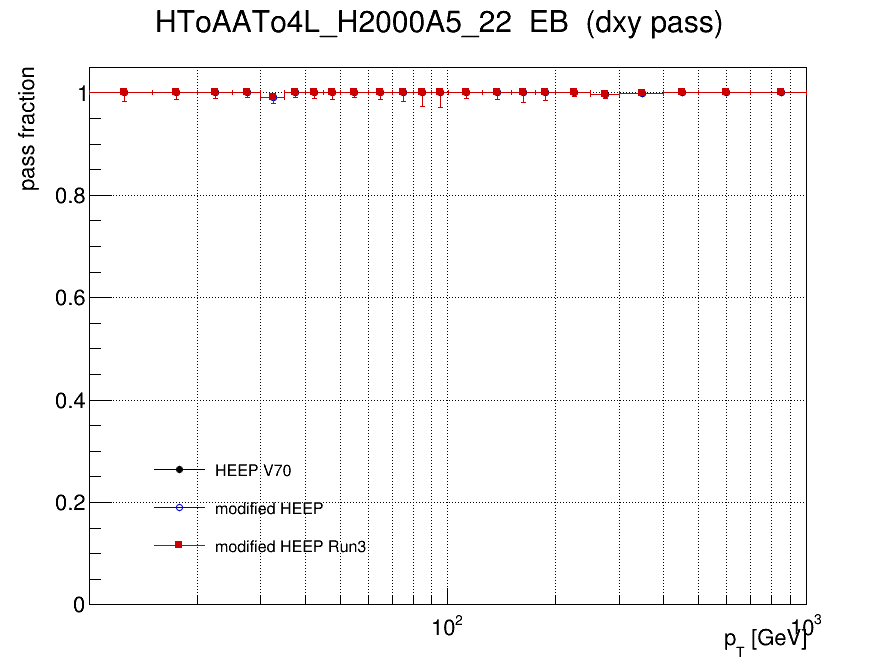 HToAATo4L_H2000A5_22 EB (dxy pass)
pass fraction
1
0.8
0.6
0.4
0.2
0
HEEP V70
modified HEEP
modified HEEP Run3
10²
10³
p_T [GeV]